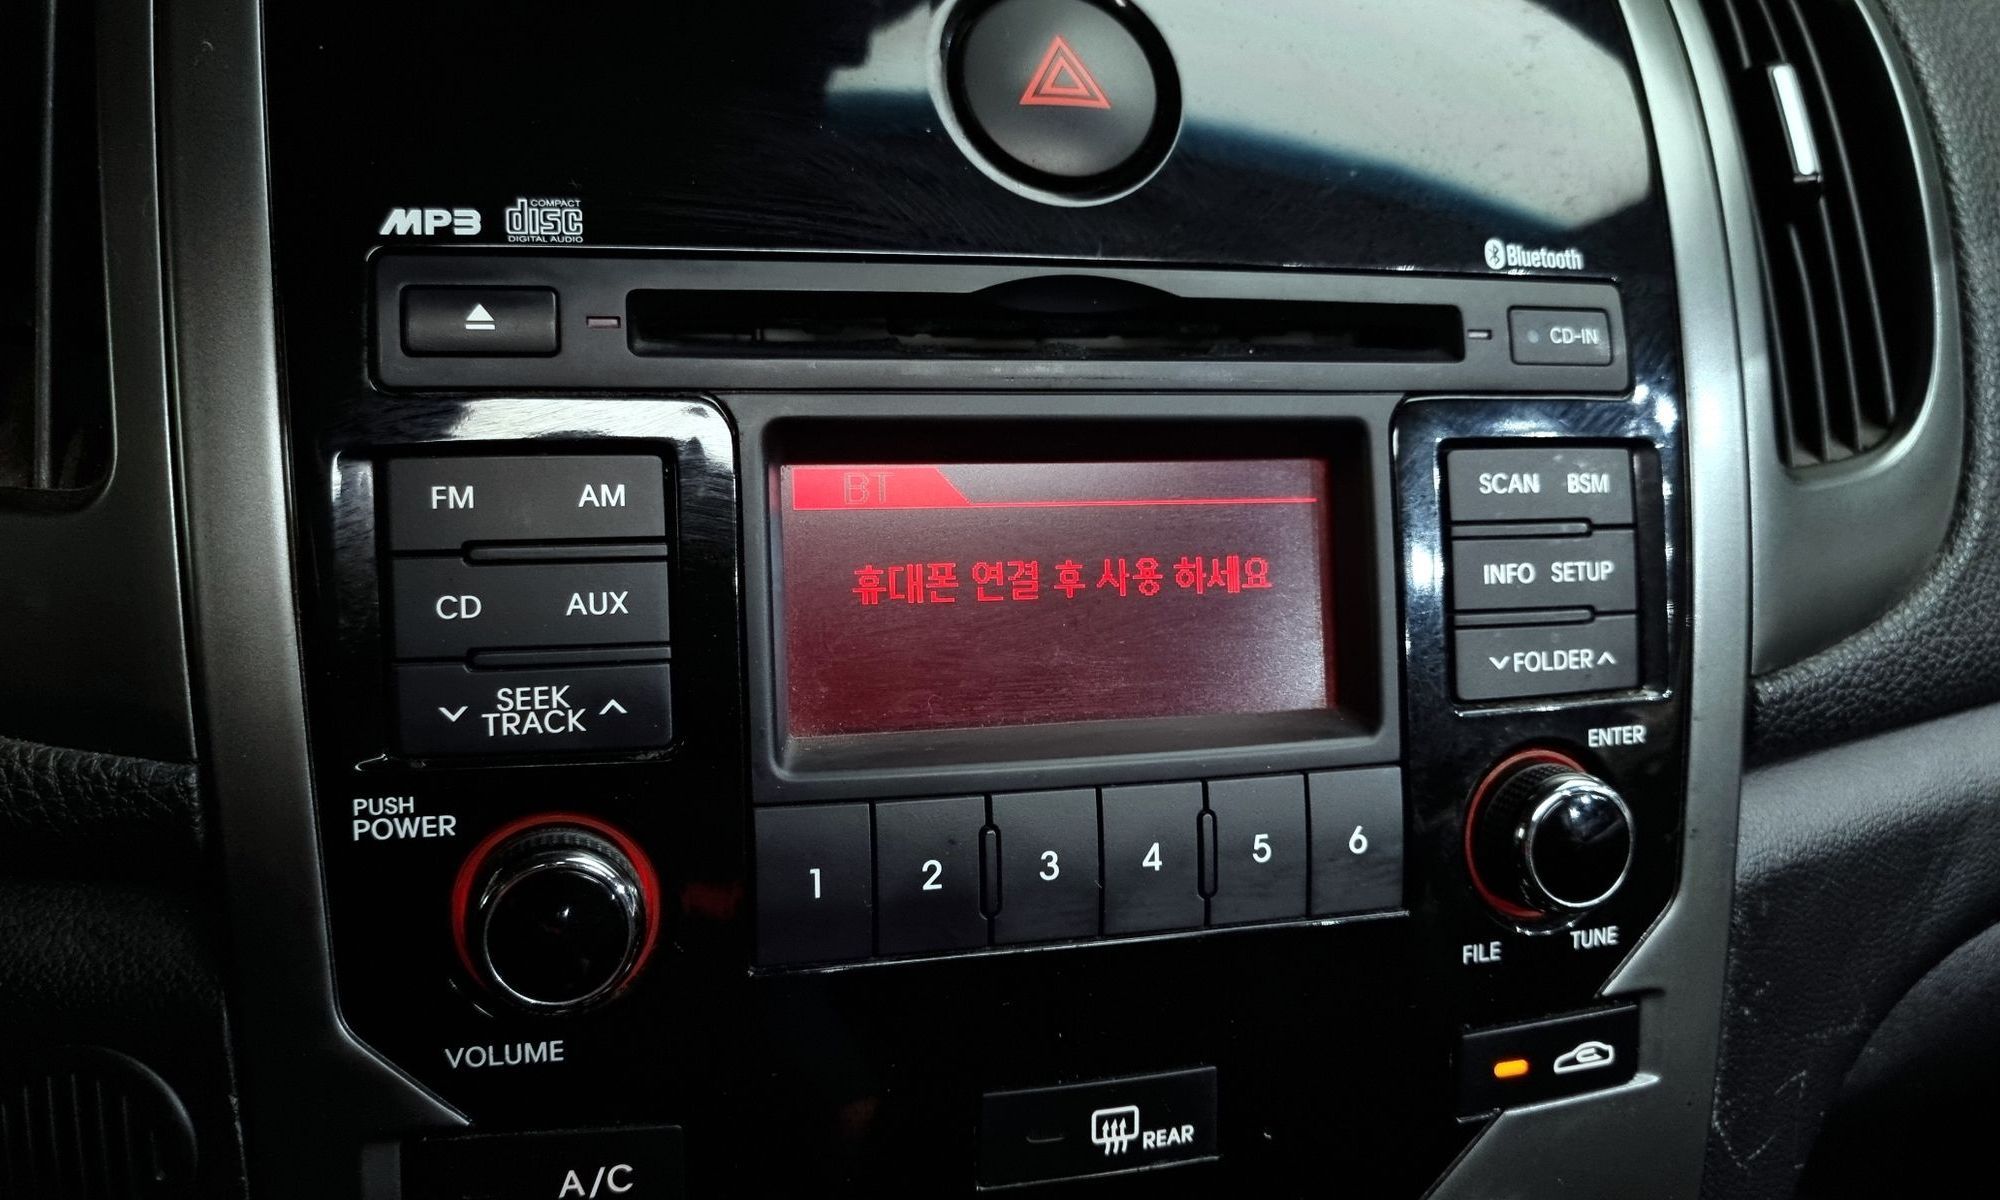 MP3
COMPACT
disc
DIGITAL AUDIO
Bluetooth
CD-IN
FM AM
SCAN BSM
BT
휴대폰 연결 후 사용 하세요
CD AUX
INFO SETUP
SEEK
TRACK
FOLDER
ENTER
PUSH
POWER
1 2 3 4 5 6
FILE TUNE
VOLUME
REAR
A/C